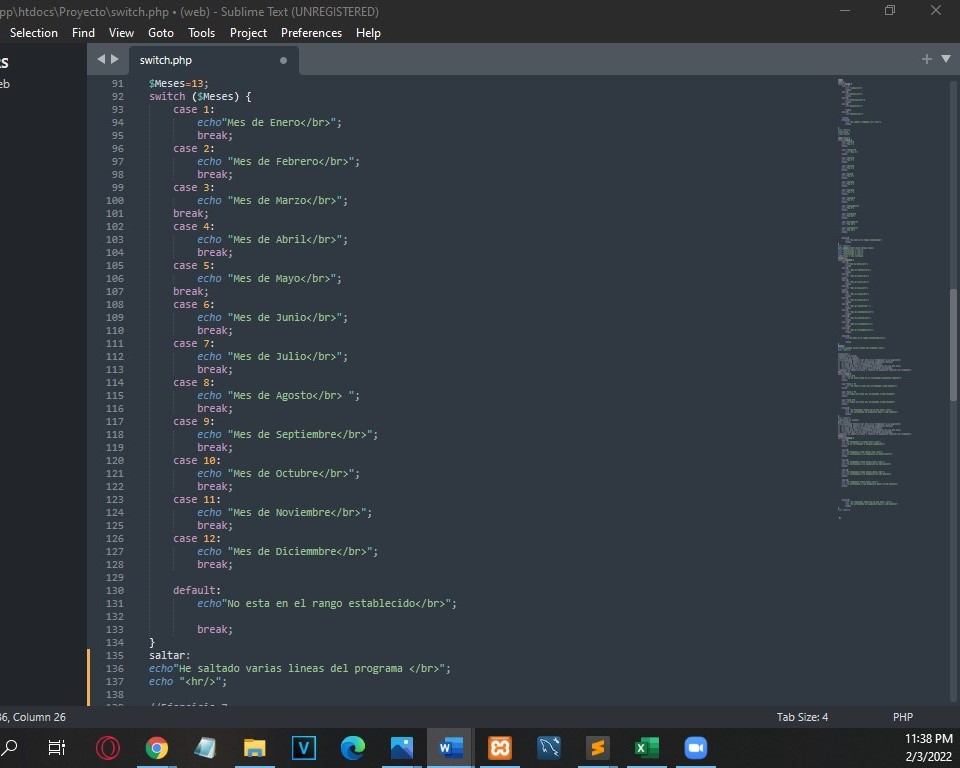 pp\htdocs\Proyecto\switch.php • (web) - Sublime Text (UNREGISTERED)
Selection Find View Goto Tools Project Preferences Help
RS
eb
switch.php
91 $Meses=13;
92 switch ($Meses) {
93 case 1:
94 echo"Mes de Enero</br>";
95 break;
96 case 2:
97 echo "Mes de Febrero</br>";
98 break;
99 case 3:
100 echo "Mes de Marzo</br>";
101 break;
102 case 4:
103 echo "Mes de Abril</br>";
104 break;
105 case 5:
106 echo "Mes de Mayo</br>";
107 break;
108 case 6:
109 echo "Mes de Junio</br>";
110 break;
111 case 7:
112 echo "Mes de Julio</br>";
113 break;
114 case 8:
115 echo "Mes de Agosto</br> ";
116 break;
117 case 9:
118 echo "Mes de Septiembre</br>";
119 break;
120 case 10:
121 echo "Mes de Octubre</br>";
122 break;
123 case 11:
124 echo "Mes de Noviembre</br>";
125 break;
126 case 12:
127 echo "Mes de Diciemmbre</br>";
128 break;
129
130 default:
131 echo"No esta en el rango establecido</br>";
132
133 break;
134 }
135 saltar:
136 echo"He saltado varias lineas del programa </br>";
137 echo "<hr/>";
138
36, Column 26 Tab Size: 4 PHP
11:38 PM
2/3/2022